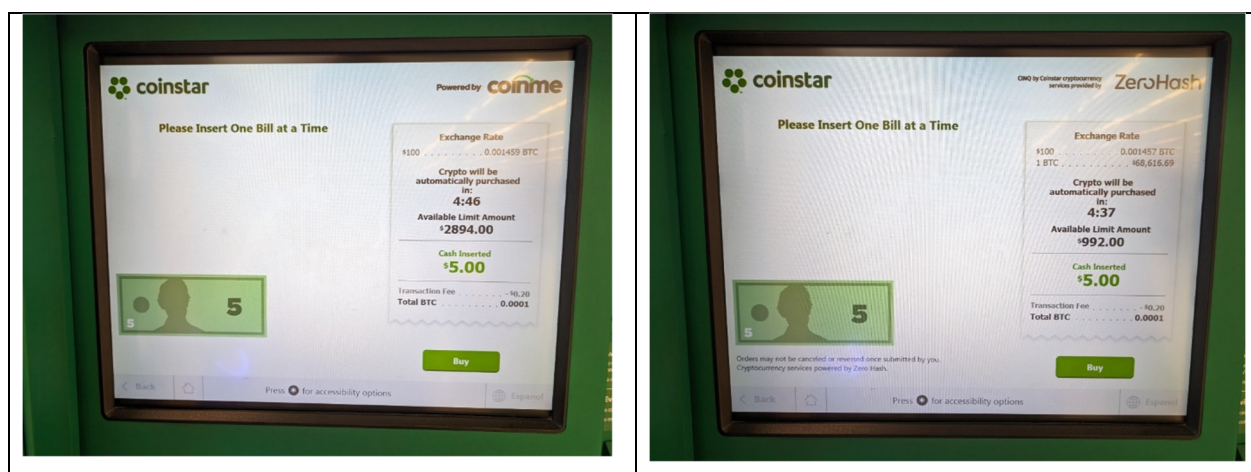 coinstar
Powered by coinme
Please Insert One Bill at a Time
Exchange Rate
$100 . . . . . . . . . 0.001459 BTC
Crypto will be
automatically purchased
in:
4:46
Available Limit Amount
$2894.00
Cash Inserted
$5.00
Transaction Fee . . . . . . . - $0.20
Total BTC . . . . . . . . . 0.0001
5
5
Buy
Back
Press for accessibility options
Espanol
coinstar
CINQ by Coinstar cryptocurrency
services provided by
ZeroHash
Please Insert One Bill at a Time
Exchange Rate
$100 . . . . . . . . . 0.001457 BTC
1 BTC . . . . . . . . . $68,616.69
Crypto will be
automatically purchased
in:
4:37
Available Limit Amount
$992.00
Cash Inserted
$5.00
Transaction Fee . . . . . . . - $0.20
Total BTC . . . . . . . . . 0.0001
5
5
Orders may not be canceled or reversed once submitted by you.
Cryptocurrency services powered by Zero Hash.
Buy
Back
Press for accessibility options
Espanol